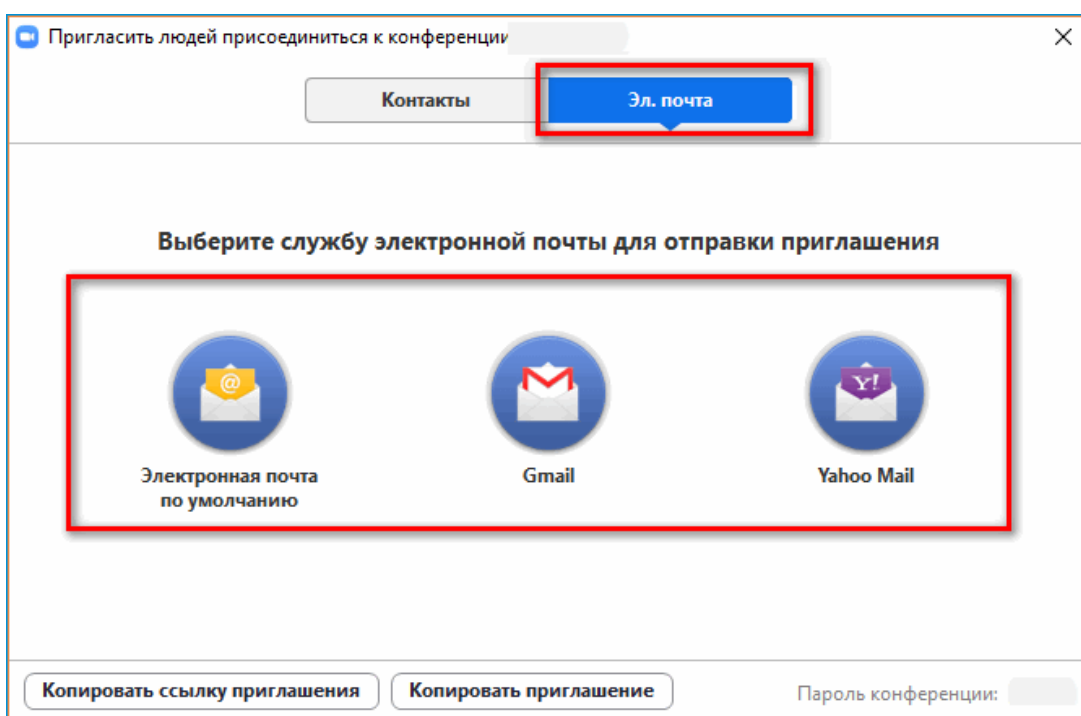 Пригласить людей присоединиться к конференции
Контакты
Эл. почта
Выберите службу электронной почты для отправки приглашения
@
Y!
Электронная почта
по умолчанию
Gmail
Yahoo Mail
Копировать ссылку приглашения
Копировать приглашение
Пароль конференции: